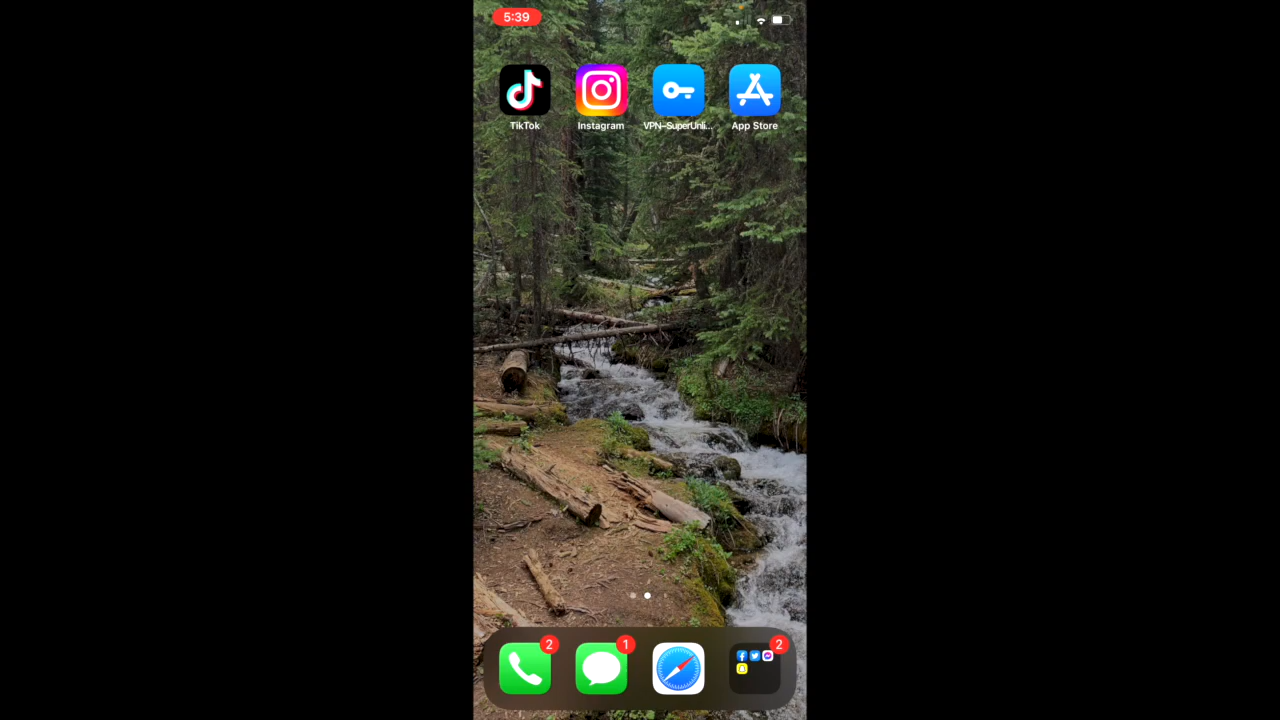 5:39
TikTok
Instagram
VPN-SuperUnli...
App Store
2
1
2